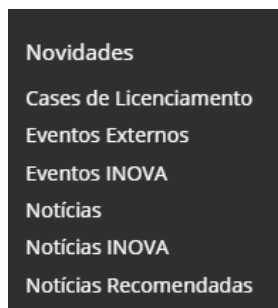 Novidades
Cases de Licenciamento
Eventos Externos
Eventos INOVA
Notícias
Notícias INOVA
Notícias Recomendadas